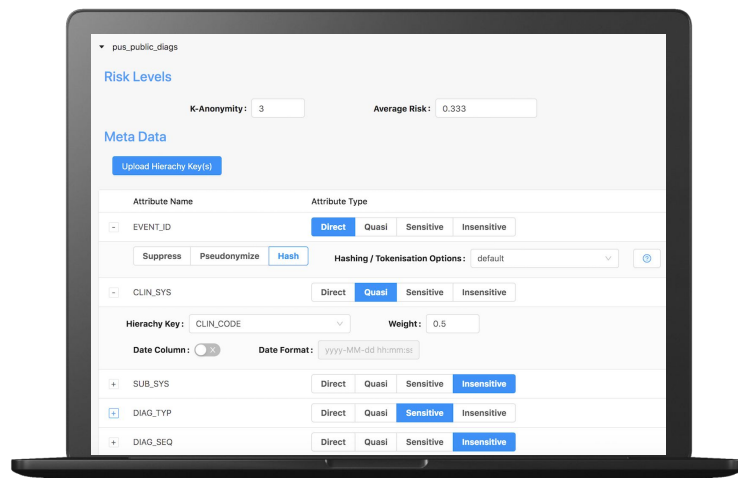 pus_public_diags
Risk Levels
K-Anonymity : 3 Average Risk : 0.333
Meta Data
Upload Hierachy Key(s)
Attribute Name Attribute Type
- EVENT_ID Direct Quasi Sensitive Insensitive
Suppress Pseudonymize Hash Hashing / Tokenisation Options : default ?
- CLIN_SYS Direct Quasi Sensitive Insensitive
Hierarchy Key : CLIN_CODE Weight : 0.5
Date Column : X Date Format : yyyy-MM-dd hh:mm:ss
+ SUB_SYS Direct Quasi Sensitive Insensitive
+ DIAG_TYP Direct Quasi Sensitive Insensitive
+ DIAG_SEQ Direct Quasi Sensitive Insensitive